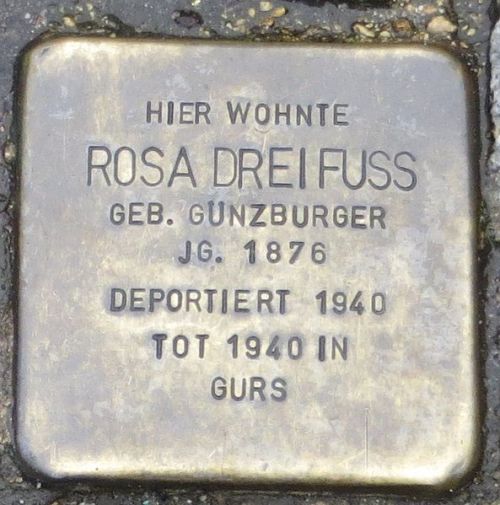 HIER WOHNTE
ROSA DREIFUSS
GEB. GÜNZBURGER
JG. 1876
DEPORTIERT 1940
TOT 1940 IN
GURS